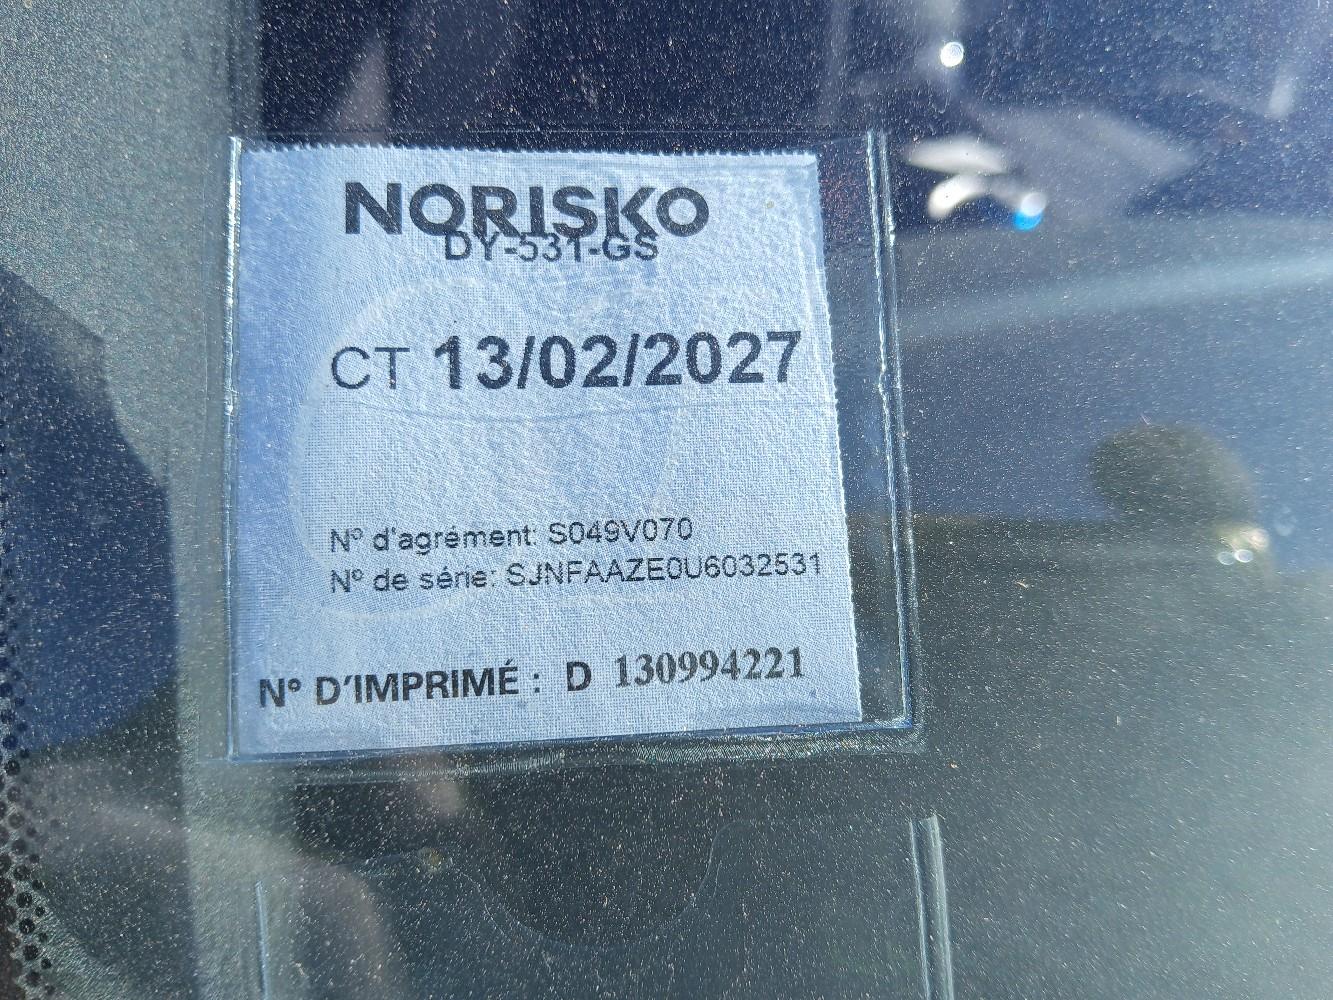 NORISKO
DY-531-GS
CT 13/02/2027
N° d'agrément: S049V070
N° de série: SJNFAAZE0U6032531
N° D'IMPRIMÉ : D 130994221